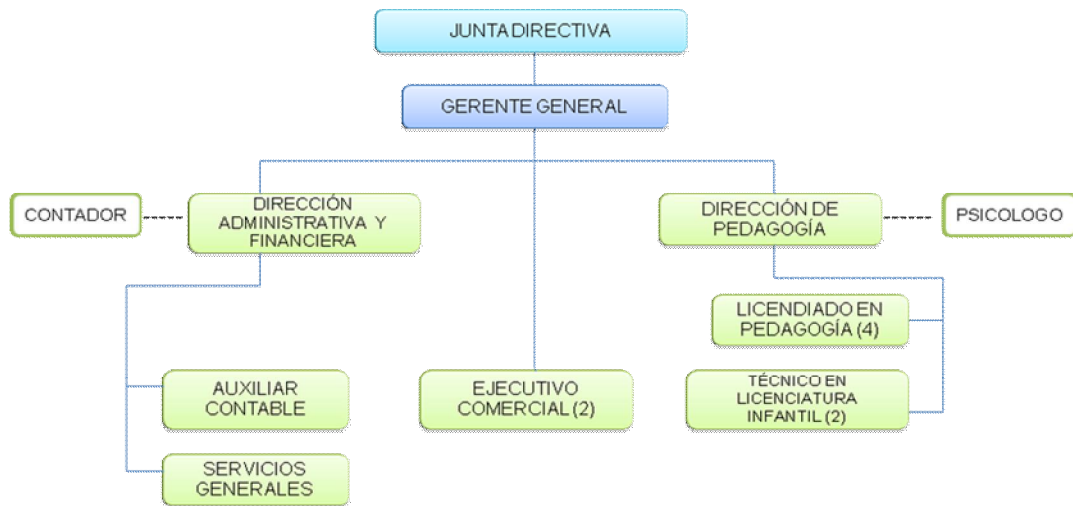 JUNTA DIRECTIVA
GERENTE GENERAL
CONTADOR
DIRECCIÓN
ADMINISTRATIVA Y
FINANCIERA
DIRECCIÓN DE
PEDAGOGÍA
PSICOLOGO
LICENDIADO EN
PEDAGOGÍA (4)
AUXILIAR
CONTABLE
EJECUTIVO
COMERCIAL (2)
TÉCNICO EN
LICENCIATURA
INFANTIL (2)
SERVICIOS
GENERALES